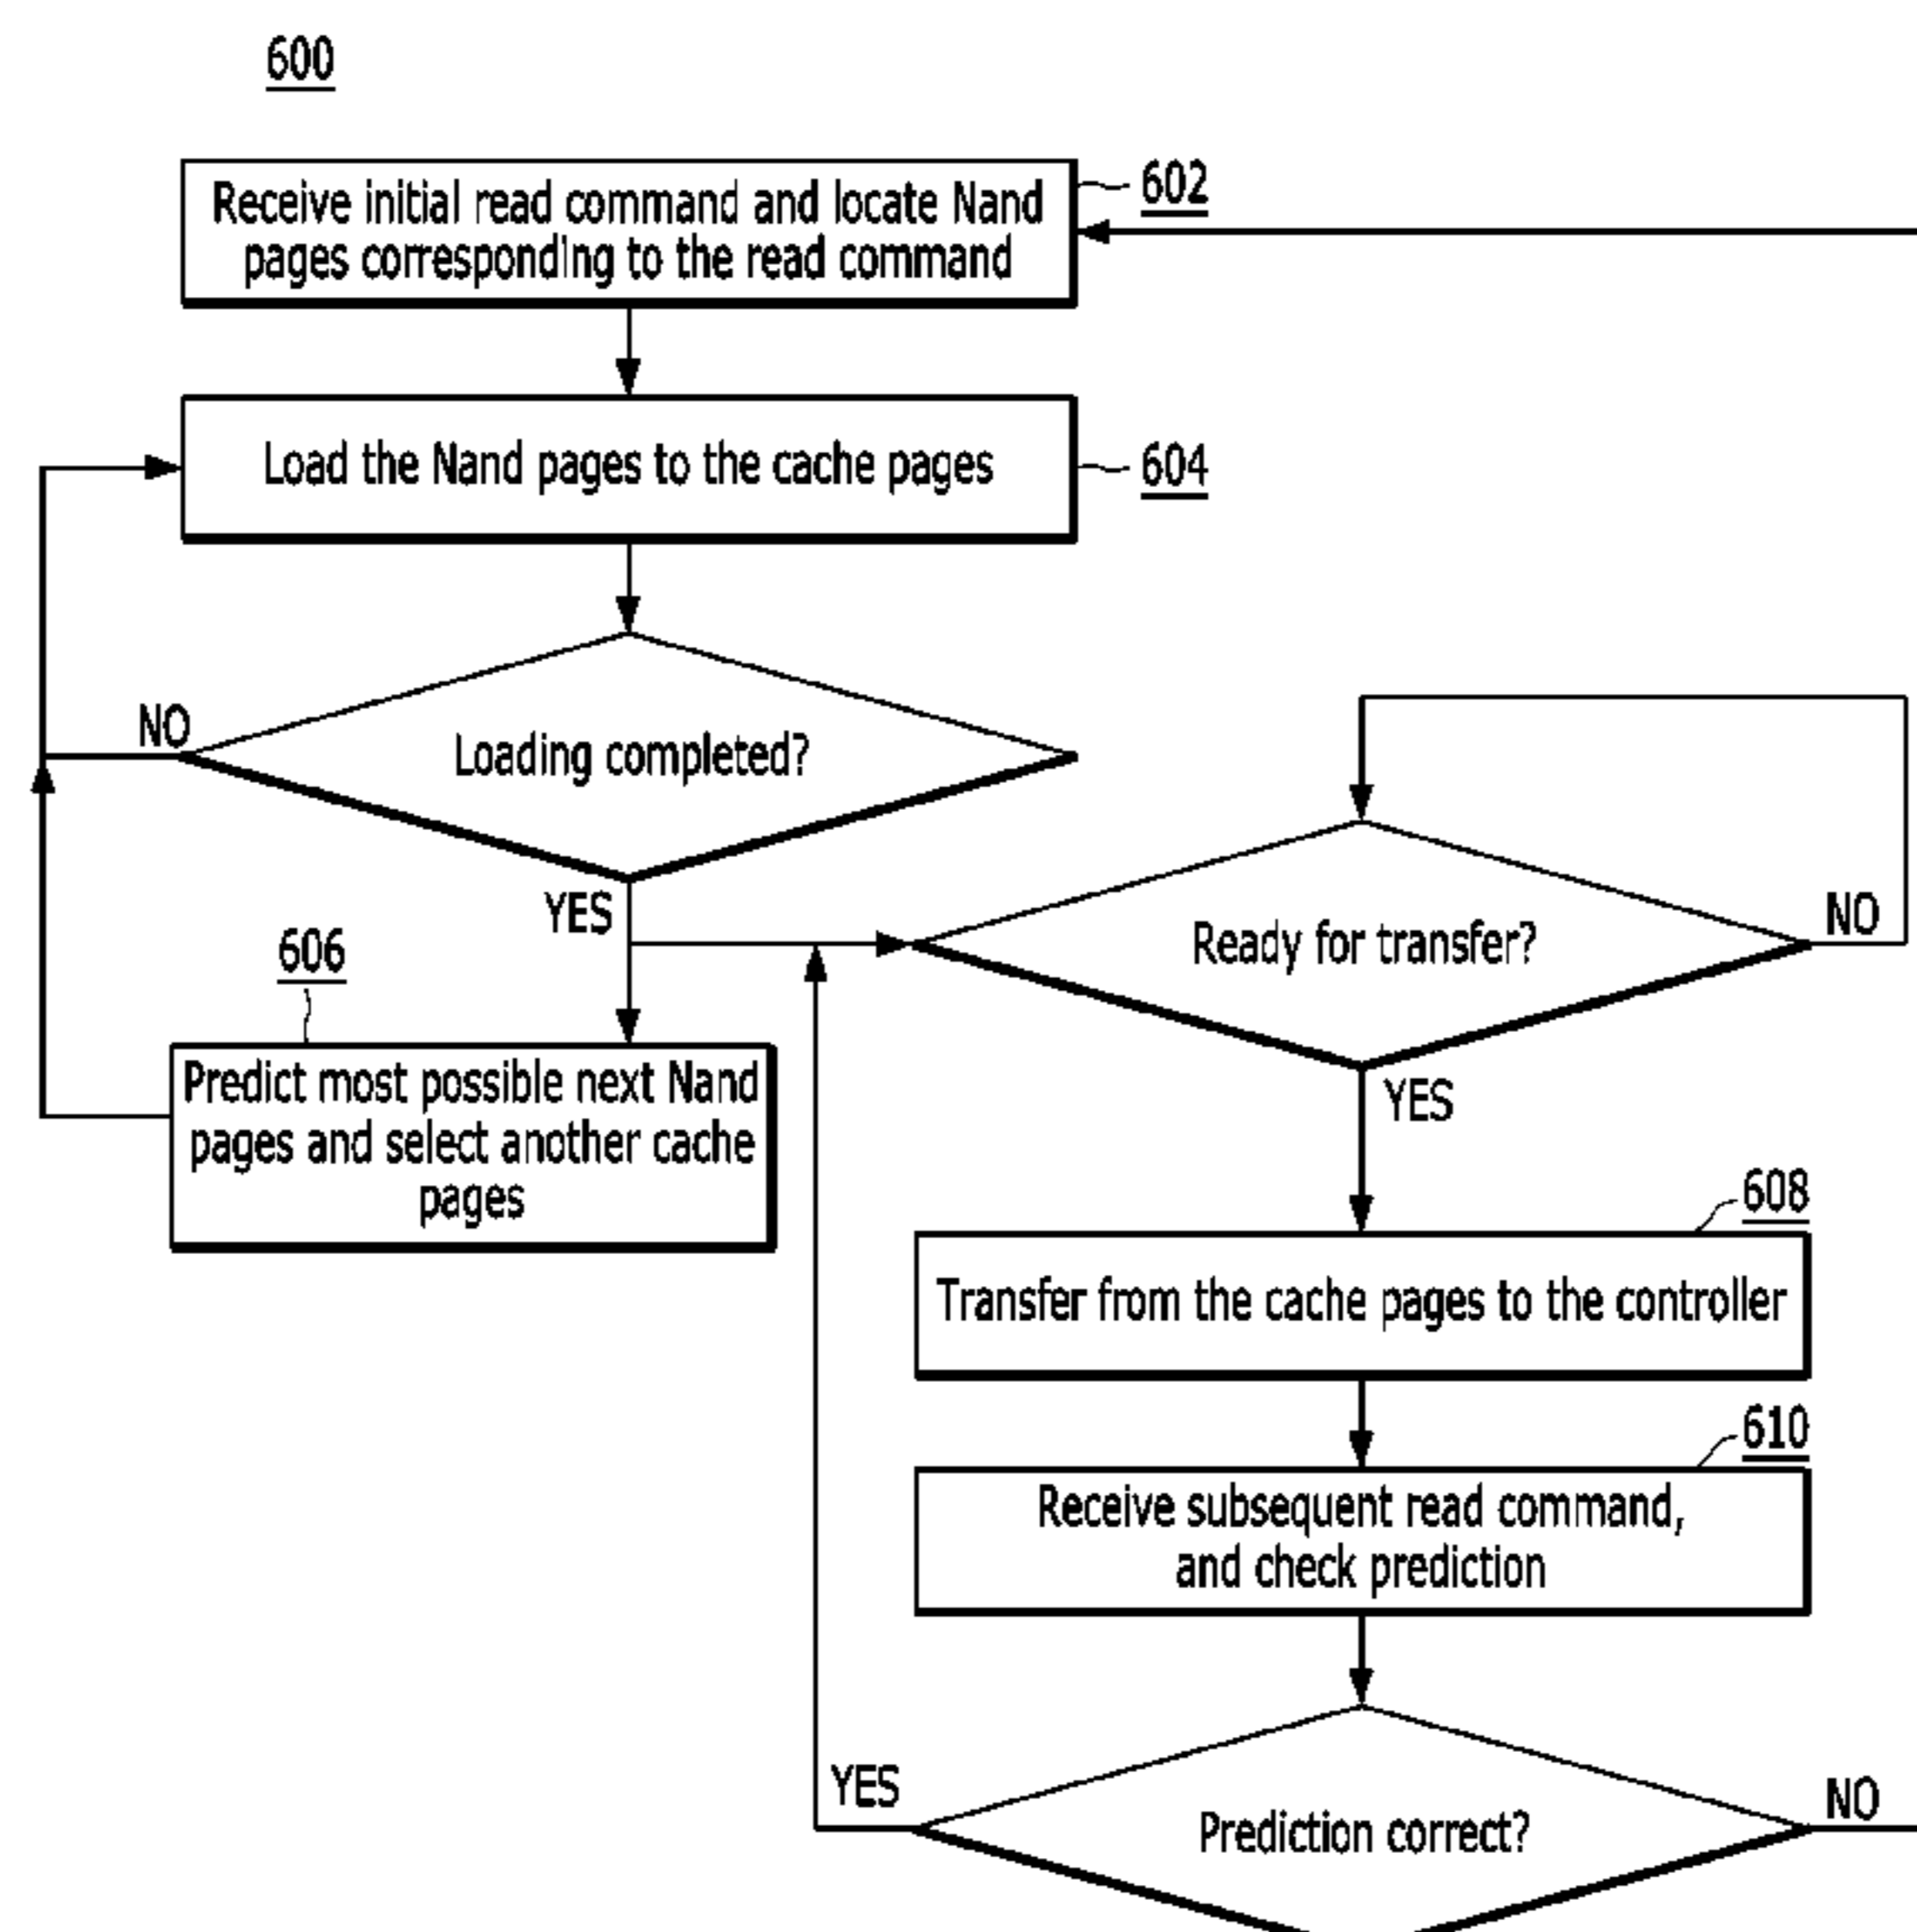 600
Receive initial read command and locate Nand
pages corresponding to the read command
602
Load the Nand pages to the cache pages
604
Loading completed?
NO
YES
606
Predict most possible next Nand
pages and select another cache
pages
Ready for transfer?
NO
YES
608
Transfer from the cache pages to the controller
610
Receive subsequent read command,
and check prediction
Prediction correct?
YES
NO